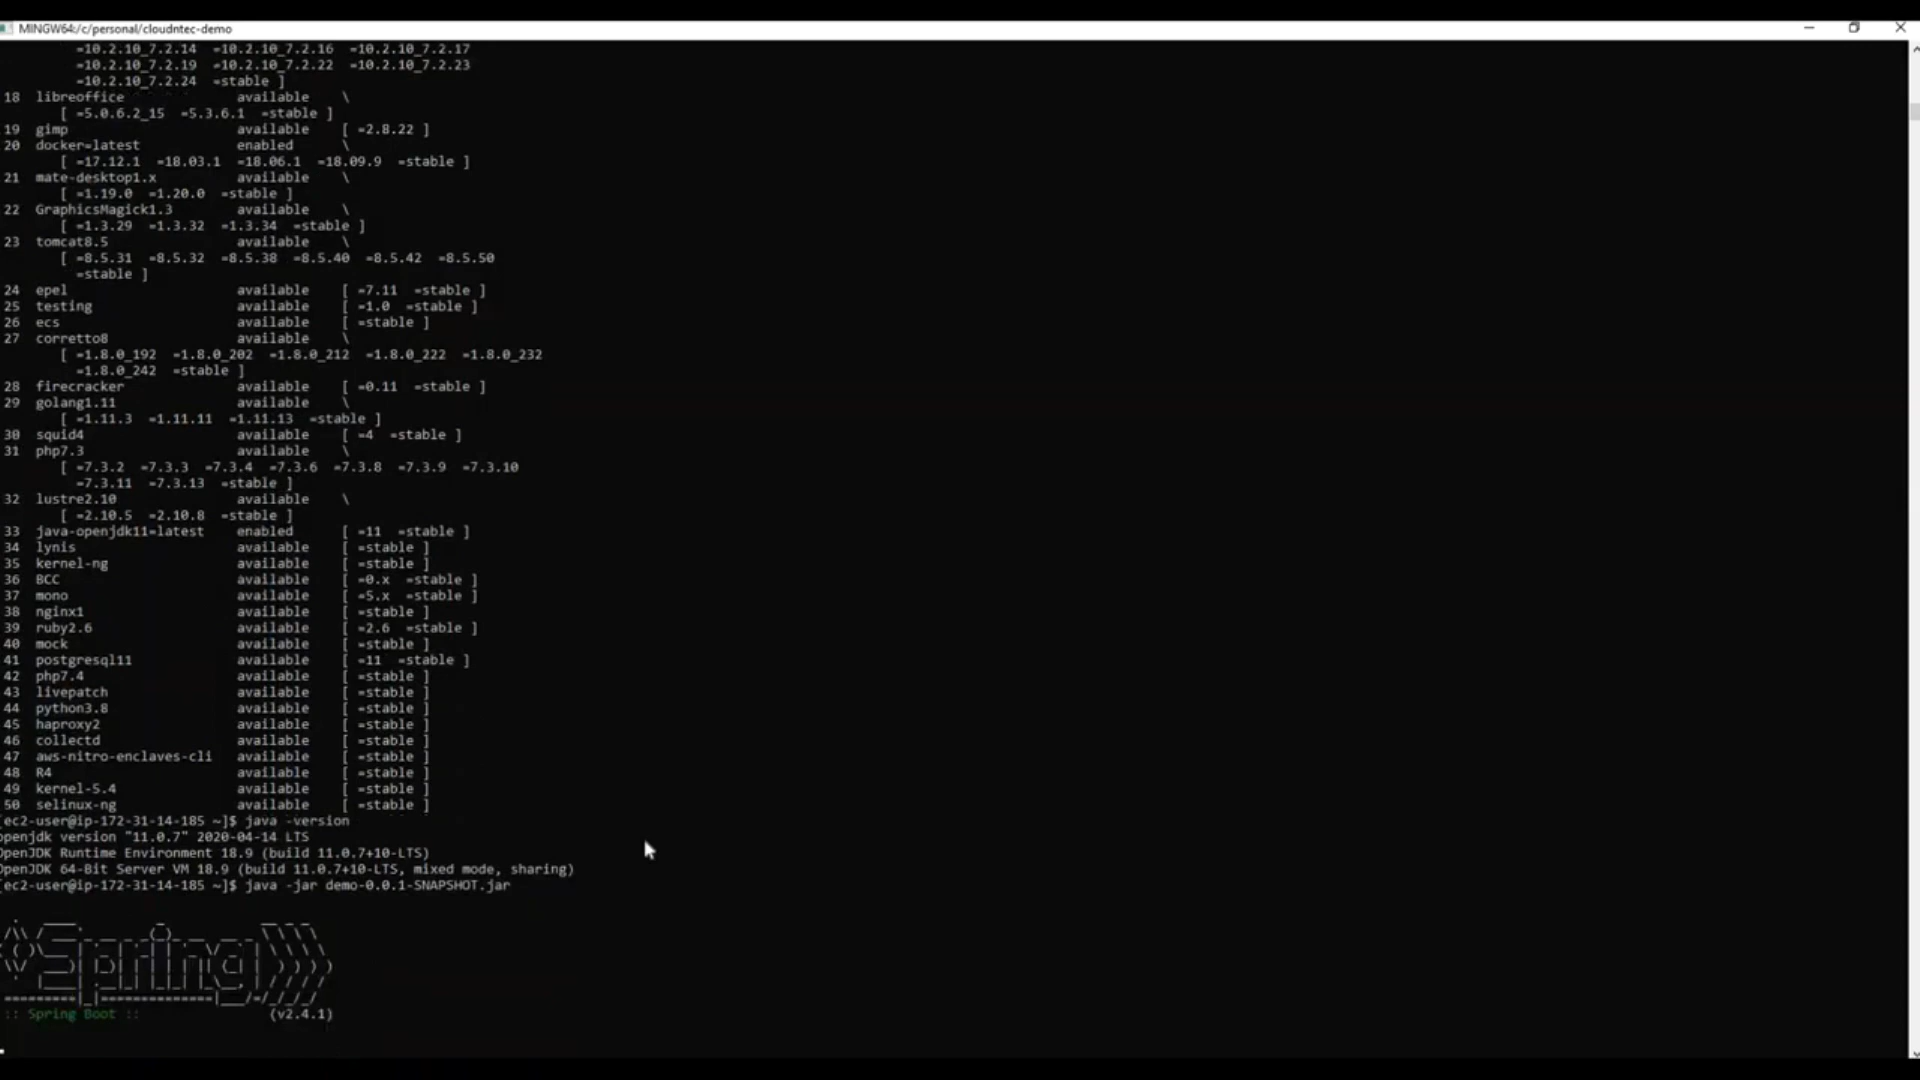 MINGW64:/c/personal/cloudntec-demo
=10.2.10_7.2.14  =10.2.10_7.2.16  =10.2.10_7.2.17
=10.2.10_7.2.19  =10.2.10_7.2.22  =10.2.10_7.2.23
=10.2.10_7.2.24  =stable ]
18  libreoffice              available    \
[ =5.0.6.2_15  =5.3.6.1  =stable ]
19  gimp                     available    [ =2.8.22 ]
20  docker=latest            enabled      \
[ =17.12.1  =18.03.1  =18.06.1  =18.09.9  =stable ]
21  mate-desktop1.x          available    \
[ =1.19.0  =1.20.0  =stable ]
22  GraphicsMagick1.3        available    \
[ =1.3.29  =1.3.32  =1.3.34  =stable ]
23  tomcat8.5                available    \
[ =8.5.31  =8.5.32  =8.5.38  =8.5.40  =8.5.42  =8.5.50
=stable ]
24  epel                     available    [ =7.11  =stable ]
25  testing                  available    [ =1.0  =stable ]
26  ecs                      available    [ =stable ]
27  corretto8                available    \
[ =1.8.0_192  =1.8.0_202  =1.8.0_212  =1.8.0_222  =1.8.0_232
=1.8.0_242  =stable ]
28  firecracker              available    [ =0.11  =stable ]
29  golang1.11               available    \
[ =1.11.3  =1.11.11  =1.11.13  =stable ]
30  squid4                   available    [ =4  =stable ]
31  php7.3                   available    \
[ =7.3.2  =7.3.3  =7.3.4  =7.3.6  =7.3.8  =7.3.9  =7.3.10
=7.3.11  =7.3.13  =stable ]
32  lustre2.10               available    \
[ =2.10.5  =2.10.8  =stable ]
33  java-openjdk11=latest    enabled      [ =11  =stable ]
34  lynis                    available    [ =stable ]
35  kernel-ng                available    [ =stable ]
36  BCC                      available    [ =0.x  =stable ]
37  mono                     available    [ =5.x  =stable ]
38  nginx1                   available    [ =stable ]
39  ruby2.6                  available    [ =2.6  =stable ]
40  mock                     available    [ =stable ]
41  postgresql11             available    [ =11  =stable ]
42  php7.4                   available    [ =stable ]
43  livepatch                available    [ =stable ]
44  python3.8                available    [ =stable ]
45  haproxy2                 available    [ =stable ]
46  collectd                 available    [ =stable ]
47  aws-nitro-enclaves-cli   available    [ =stable ]
48  R4                       available    [ =stable ]
49  kernel-5.4               available    [ =stable ]
50  selinux-ng               available    [ =stable ]
[ec2-user@ip-172-31-14-185 ~]$ java -version
openjdk version "11.0.7" 2020-04-14 LTS
OpenJDK Runtime Environment 18.9 (build 11.0.7+10-LTS)
OpenJDK 64-Bit Server VM 18.9 (build 11.0.7+10-LTS, mixed mode, sharing)
[ec2-user@ip-172-31-14-185 ~]$ java -jar demo-0.0.1-SNAPSHOT.jar
Spring
:: Spring Boot ::                (v2.4.1)